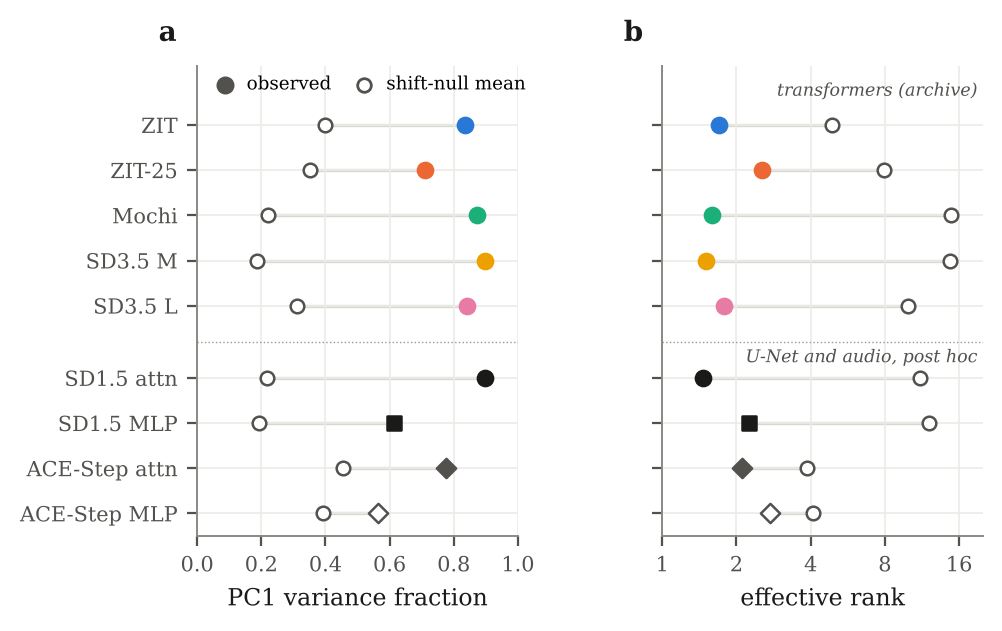 a
b
observed
shift-null mean
transformers (archive)
ZIT
ZIT-25
Mochi
SD3.5 M
SD3.5 L
U-Net and audio, post hoc
SD1.5 attn
SD1.5 MLP
ACE-Step attn
ACE-Step MLP
0.0 0.2 0.4 0.6 0.8 1.0
1 2 4 8 16
PC1 variance fraction
effective rank